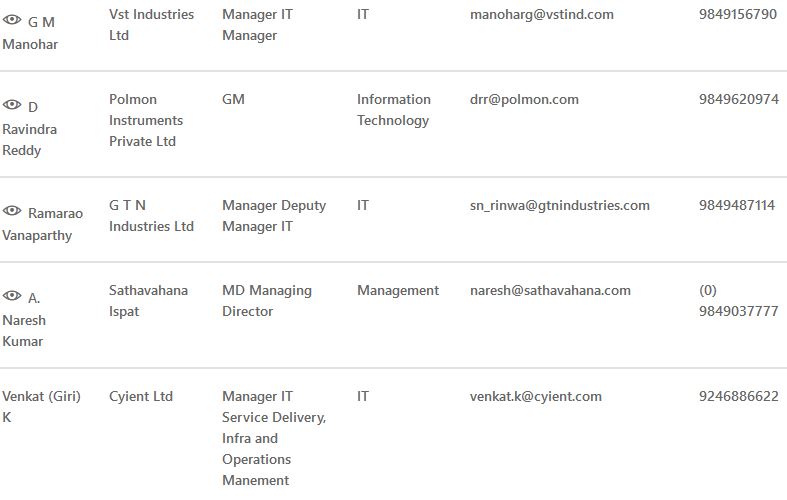 G M Manohar Vst Industries Ltd Manager IT Manager IT manoharg@vstind.com 9849156790
D Ravindra Reddy Polmon Instruments Private Ltd GM Information Technology drr@polmon.com 9849620974
Ramarao Vanaparthy G T N Industries Ltd Manager Deputy Manager IT IT sn_rinwa@gtnindustries.com 9849487114
A. Naresh Kumar Sathavahana Ispat MD Managing Director Management naresh@sathavahana.com (0) 9849037777
Venkat (Giri) K Cyient Ltd Manager IT Service Delivery, Infra and Operations Manement IT venkat.k@cyient.com 9246886622